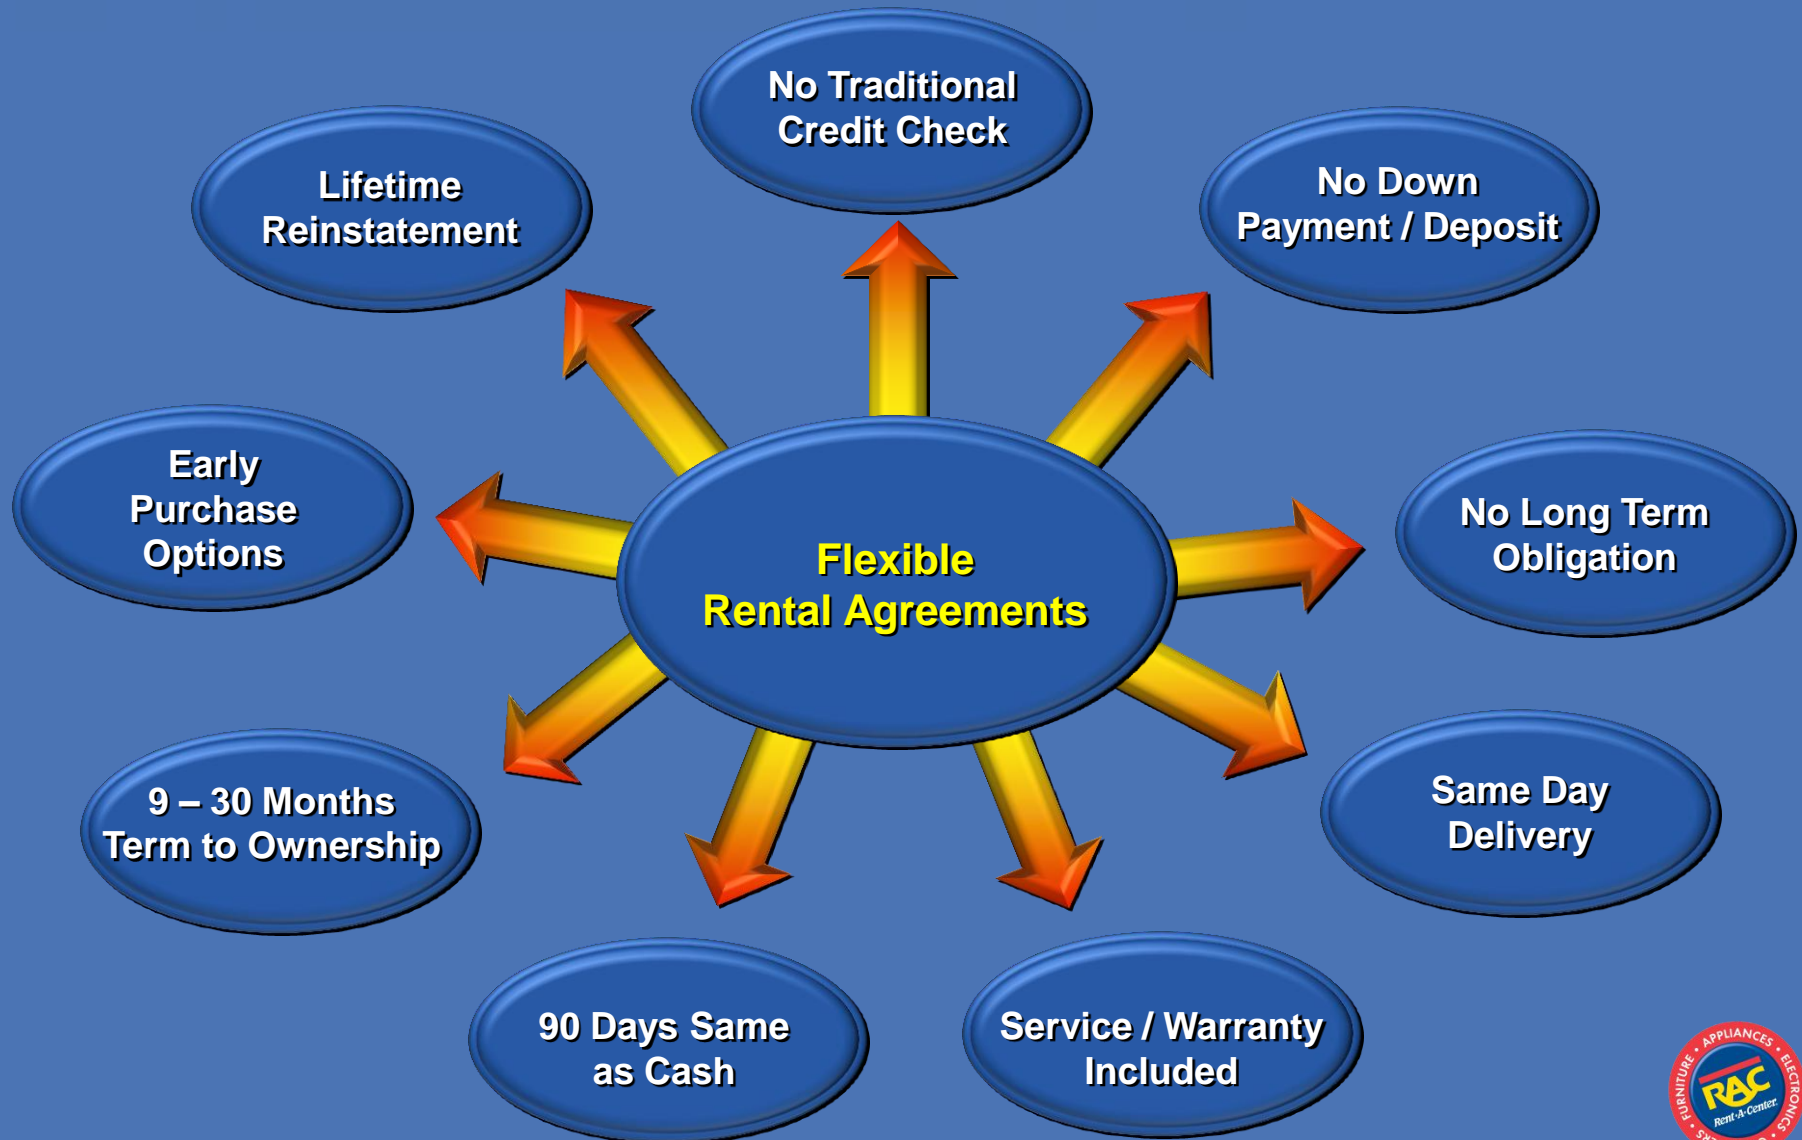 No Traditional
Credit Check
Lifetime
Reinstatement
No Down
Payment / Deposit
Early
Purchase
Options
No Long Term
Obligation
Flexible
Rental Agreements
9 – 30 Months
Term to Ownership
Same Day
Delivery
90 Days Same
as Cash
Service / Warranty
Included
FURNITURE • APPLIANCES • ELECTRONICS
RAC
Rent-A-Center